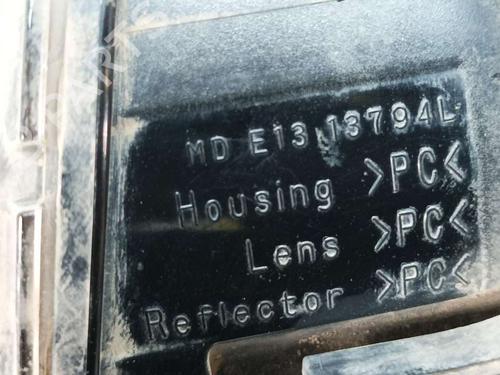 MD E13 13794L
Housing >PC<
Lens >PC<
Reflector >PC<